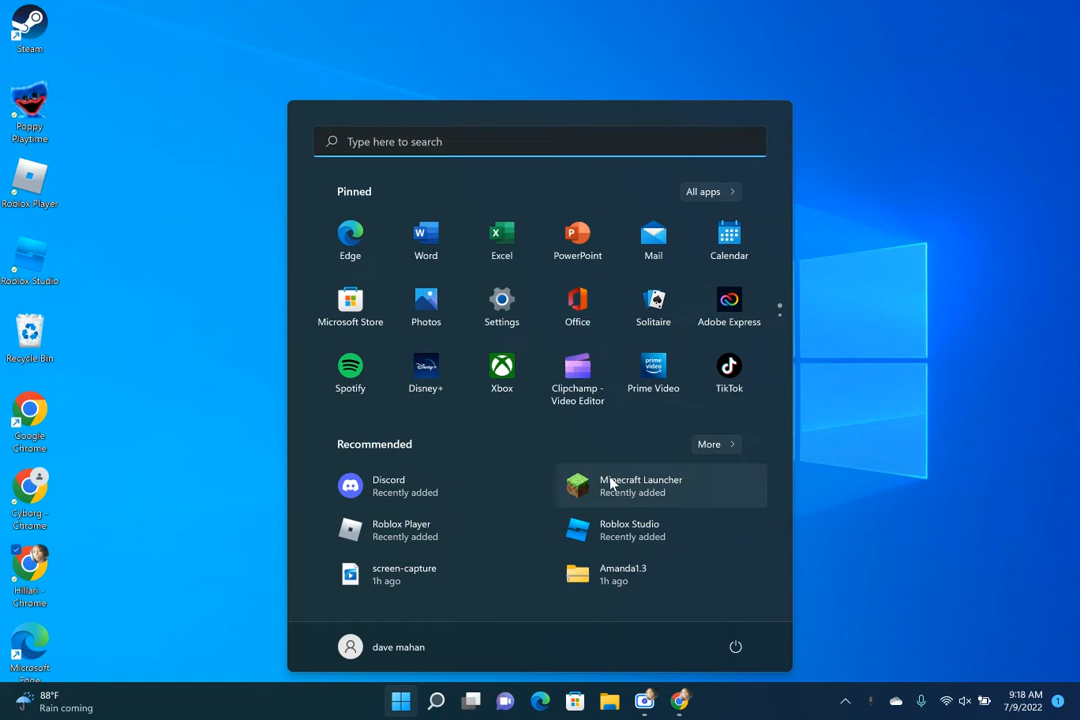 Steam
Poppy
Playtime
Roblox Player
Roblox Studio
Recycle Bin
Google
Chrome
Cyborg -
Chrome
Hillari -
Chrome
Microsoft
Edge
Type here to search
Pinned
All apps
Edge
Word
Excel
PowerPoint
Mail
Calendar
Microsoft Store
Photos
Settings
Office
Solitaire
Adobe Express
Spotify
Disney+
Xbox
Clipchamp -
Video Editor
Prime Video
TikTok
Recommended
More
Discord
Recently added
Minecraft Launcher
Recently added
Roblox Player
Recently added
Roblox Studio
Recently added
screen-capture
1h ago
Amanda1.3
1h ago
dave mahan
88°F
Rain coming
9:18 AM
7/9/2022
1